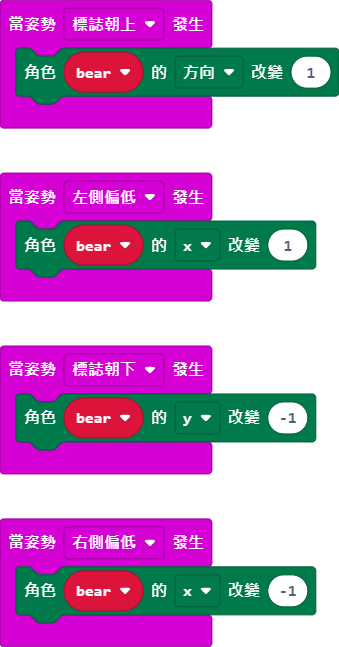 當姿勢 標誌朝上 發生
角色 bear 的 方向 改變 1
當姿勢 左側偏低 發生
角色 bear 的 x 改變 1
當姿勢 標誌朝下 發生
角色 bear 的 y 改變 -1
當姿勢 右側偏低 發生
角色 bear 的 x 改變 -1